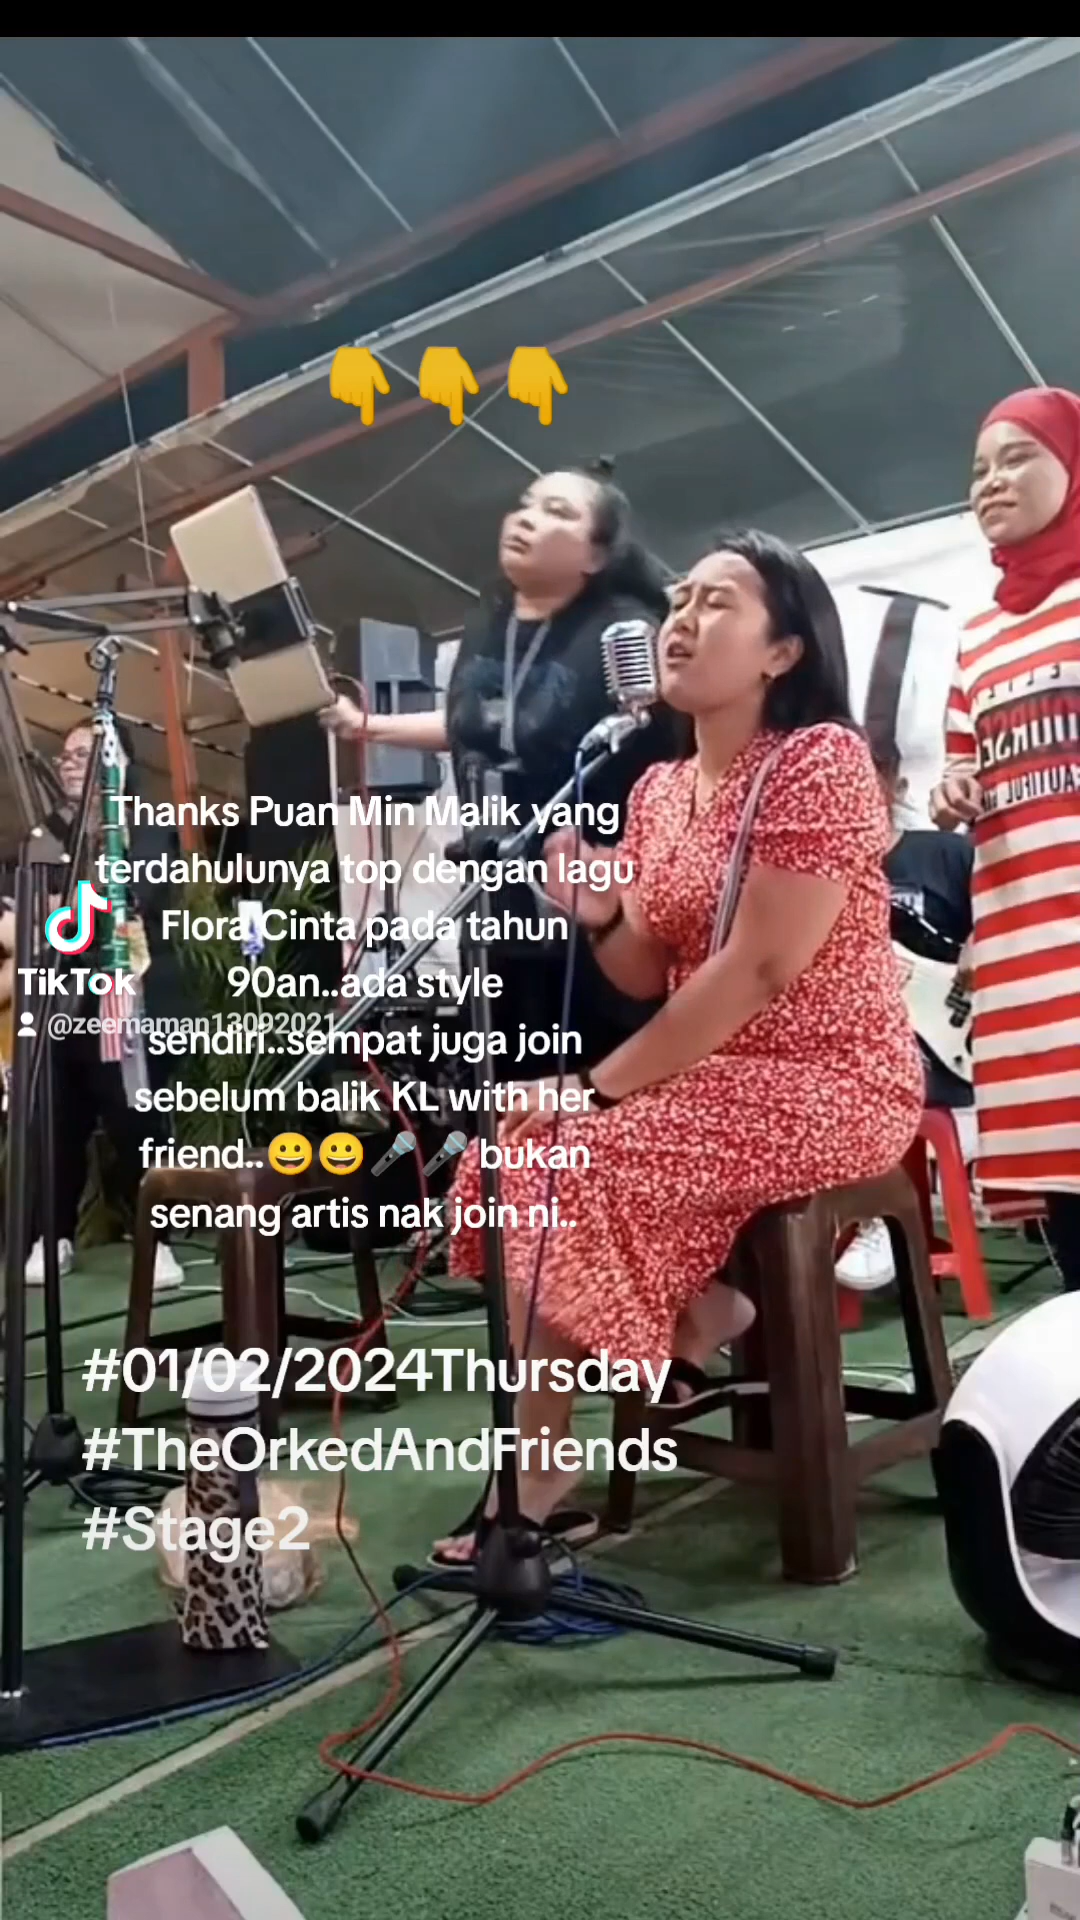 👇👇👇
Thanks Puan Min Malik yang
terdahulunya top dengan lagu
Flora Cinta pada tahun
90an..ada style
sendiri..sempat juga join
sebelum balik KL with her
friend..😀😀🎤🎤 bukan
senang artis nak join ni..
TikTok
@zeemaman13092021
#01/02/2024Thursday
#TheOrkedAndFriends
#Stage2